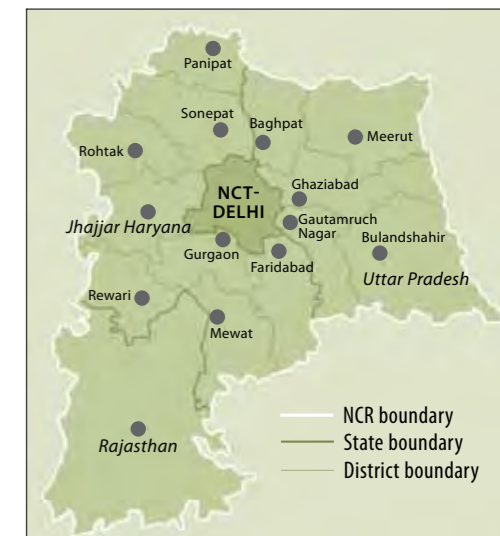 Panipat
Sonepat
Baghpat
Meerut
Rohtak
Ghaziabad
NCT-
DELHI
Gautamruch
Nagar
Jhajjar Haryana
Bulandshahir
Gurgaon
Faridabad
Uttar Pradesh
Rewari
Mewat
Rajasthan
NCR boundary
State boundary
District boundary